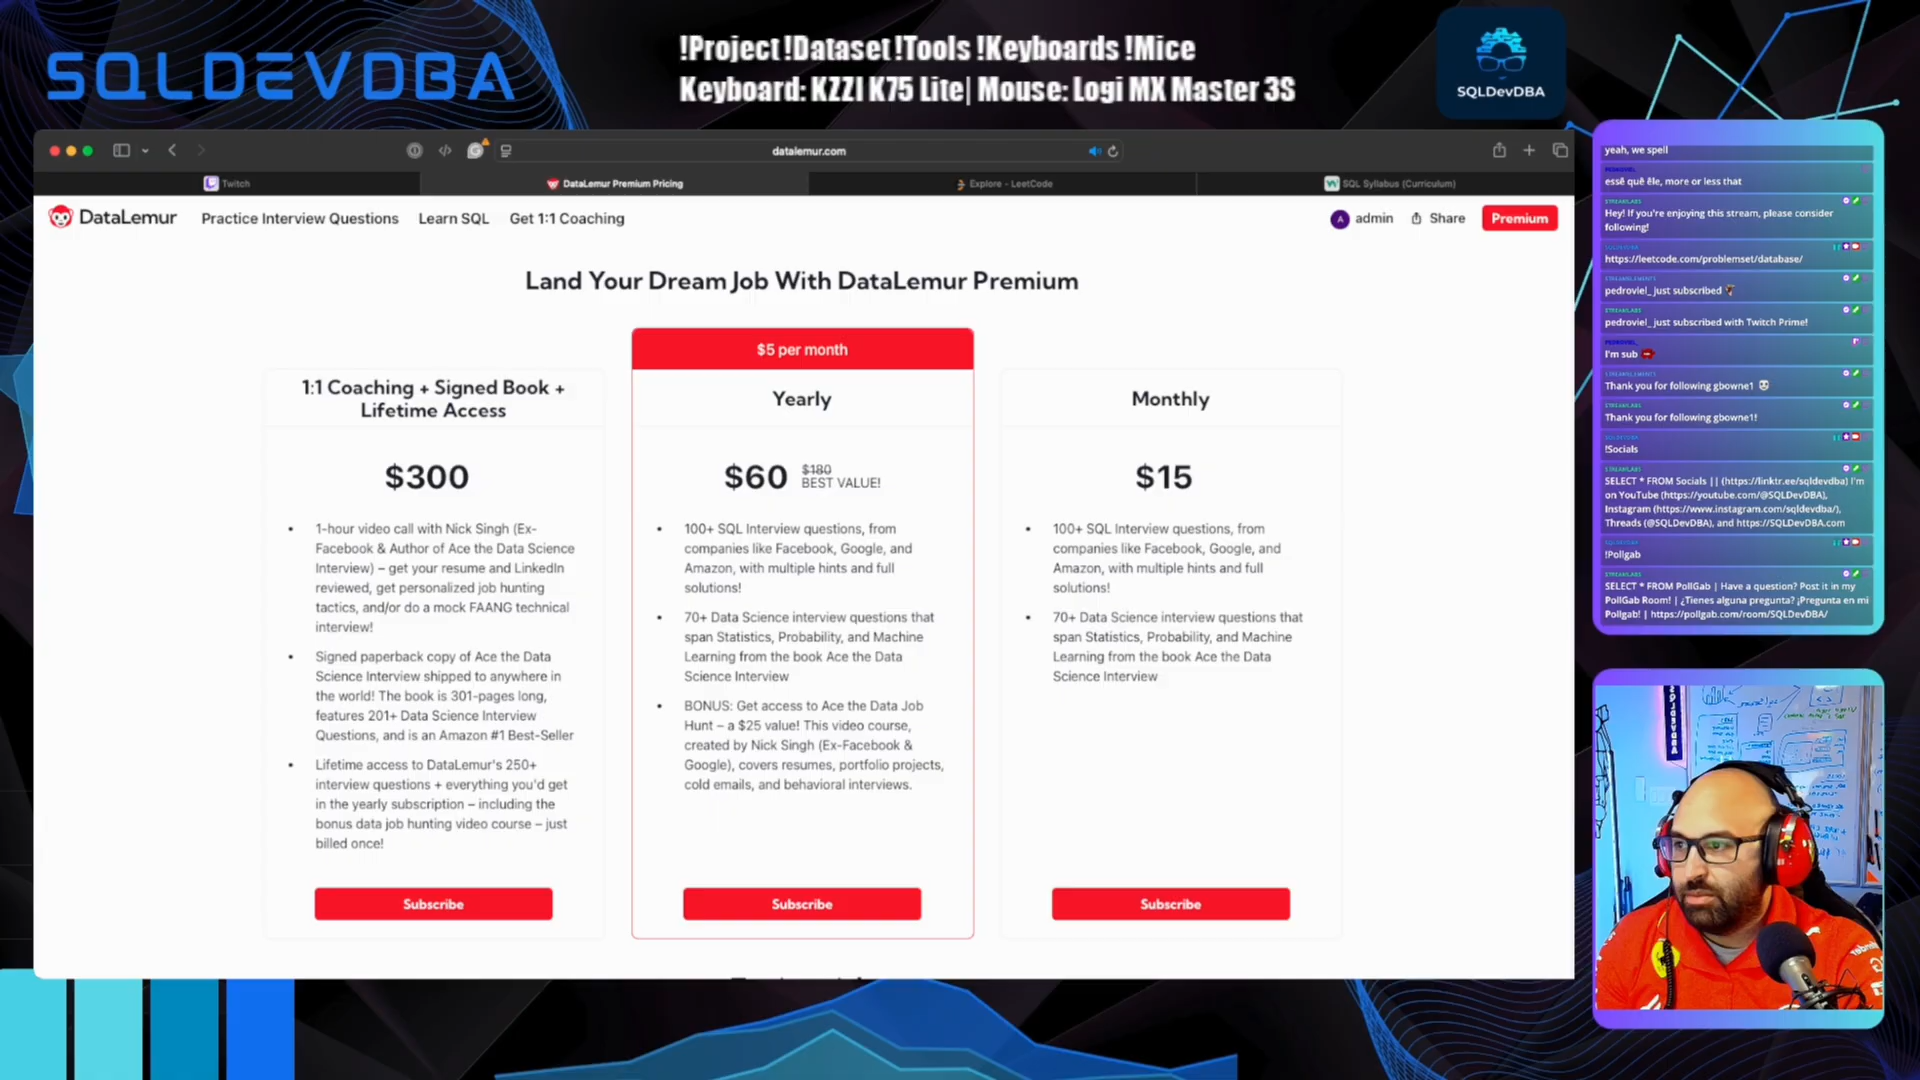 SQLDEVDBA
!Project !Dataset !Tools !Keyboards !Mice
Keyboard: KZZI K75 Lite| Mouse: Logi MX Master 3S
SQLDevDBA
datalemur.com
Twitch
DataLemur Premium Pricing
Explore - LeetCode
SQL Syllabus (Curriculum)
DataLemur
Practice Interview Questions
Learn SQL
Get 1:1 Coaching
A
admin
Share
Premium
Land Your Dream Job With DataLemur Premium
1:1 Coaching + Signed Book +
Lifetime Access
$300
1-hour video call with Nick Singh (Ex-
Facebook & Author of Ace the Data Science
Interview) – get your resume and LinkedIn
reviewed, get personalized job hunting
tactics, and/or do a mock FAANG technical
interview!
Signed paperback copy of Ace the Data
Science Interview shipped to anywhere in
the world! The book is 301-pages long,
features 201+ Data Science Interview
Questions, and is an Amazon #1 Best-Seller
Lifetime access to DataLemur's 250+
interview questions + everything you'd get
in the yearly subscription – including the
bonus data job hunting video course – just
billed once!
Subscribe
$5 per month
Yearly
$60
$180
BEST VALUE!
100+ SQL Interview questions, from
companies like Facebook, Google, and
Amazon, with multiple hints and full
solutions!
70+ Data Science interview questions that
span Statistics, Probability, and Machine
Learning from the book Ace the Data
Science Interview
BONUS: Get access to Ace the Data Job
Hunt – a $25 value! This video course,
created by Nick Singh (Ex-Facebook &
Google), covers resumes, portfolio projects,
cold emails, and behavioral interviews.
Subscribe
Monthly
$15
100+ SQL Interview questions, from
companies like Facebook, Google, and
Amazon, with multiple hints and full
solutions!
70+ Data Science interview questions that
span Statistics, Probability, and Machine
Learning from the book Ace the Data
Science Interview
Subscribe
yeah, we spell
essê quê êle, more or less that
STREAMLABS
Hey! If you're enjoying this stream, please consider
following!
SQLDEVDBA
https://leetcode.com/problemset/database/
STREAMELEMENTS
pedroviel_ just subscribed
STREAMLABS
pedroviel_ just subscribed with Twitch Prime!
PEDROVIEL_
I'm sub
STREAMELEMENTS
Thank you for following gbowne1
STREAMLABS
Thank you for following gbowne1!
SQLDEVDBA
!Socials
STREAMLABS
SELECT * FROM Socials || (https://linktr.ee/sqldevdba) I'm
on YouTube (https://youtube.com/@SQLDevDBA),
Instagram (https://www.instagram.com/sqldevdba/),
Threads (@SQLDevDBA), and https://SQLDevDBA.com
SQLDEVDBA
!Pollgab
STREAMLABS
SELECT * FROM PollGab | Have a question? Post it in my
PollGab Room! | ¿Tienes alguna pregunta? ¡Pregunta en mi
Pollgab! | https://pollgab.com/room/SQLDevDBA/
SQLDEVDBA